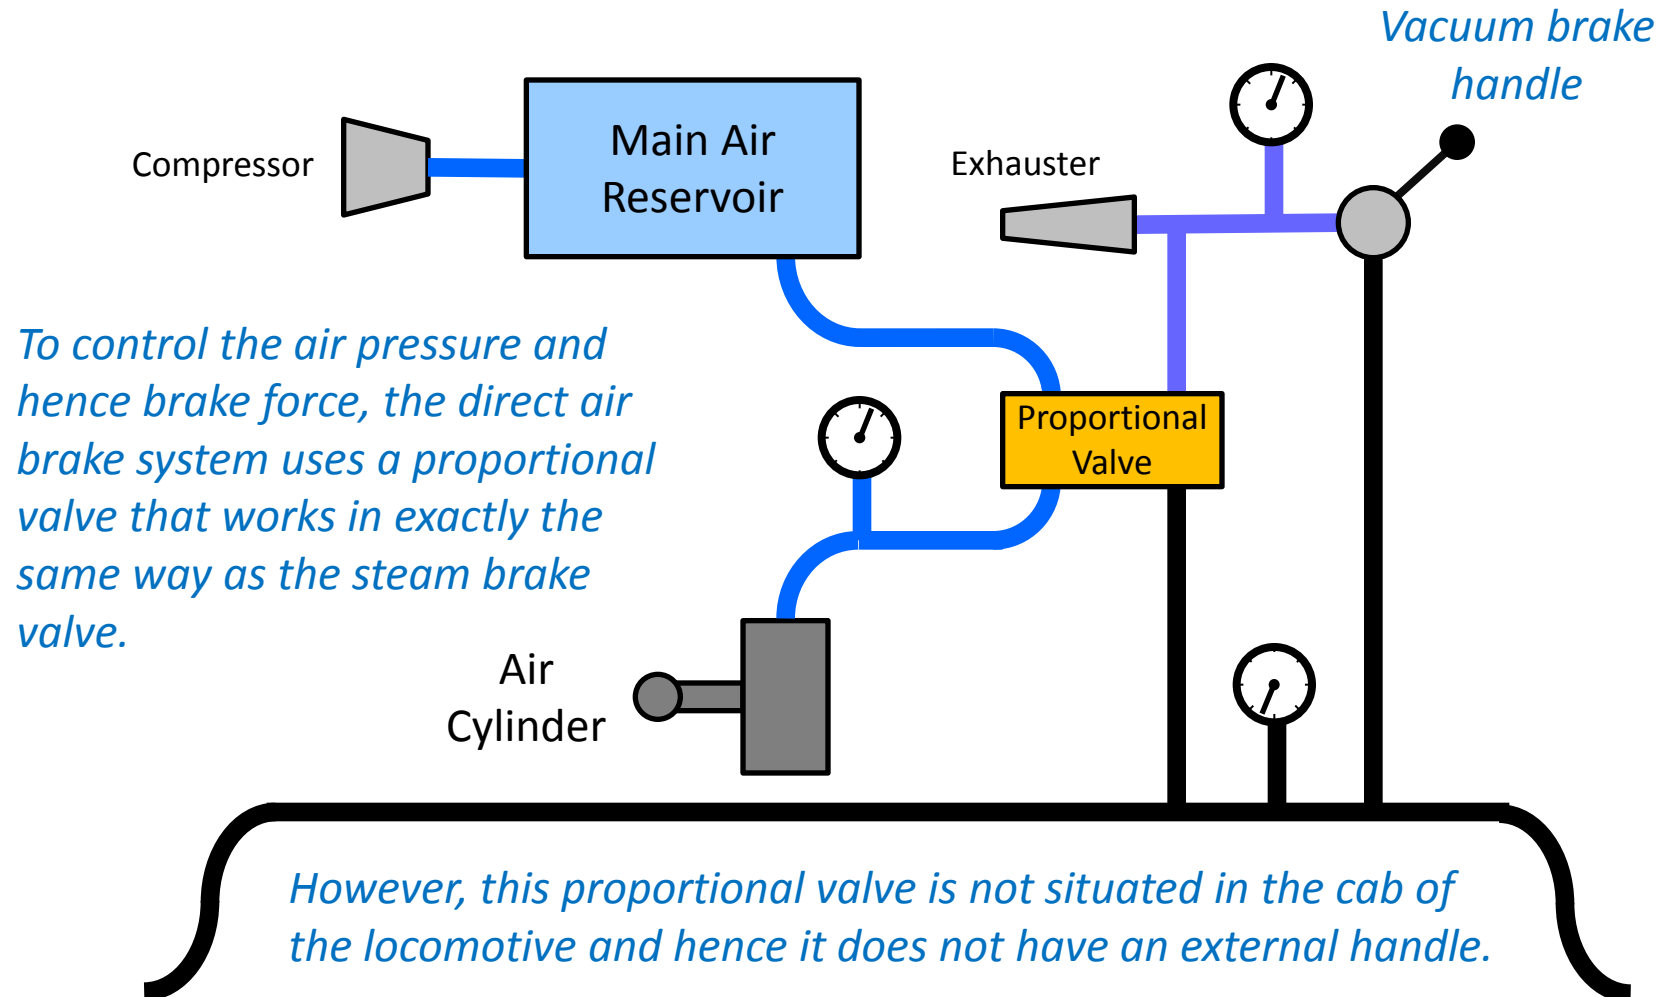 Vacuum brake
handle
Main Air
Reservoir
Compressor
Exhauster
To control the air pressure and
hence brake force, the direct air
brake system uses a proportional
valve that works in exactly the
same way as the steam brake
valve.
Proportional
Valve
Air
Cylinder
However, this proportional valve is not situated in the cab of
the locomotive and hence it does not have an external handle.